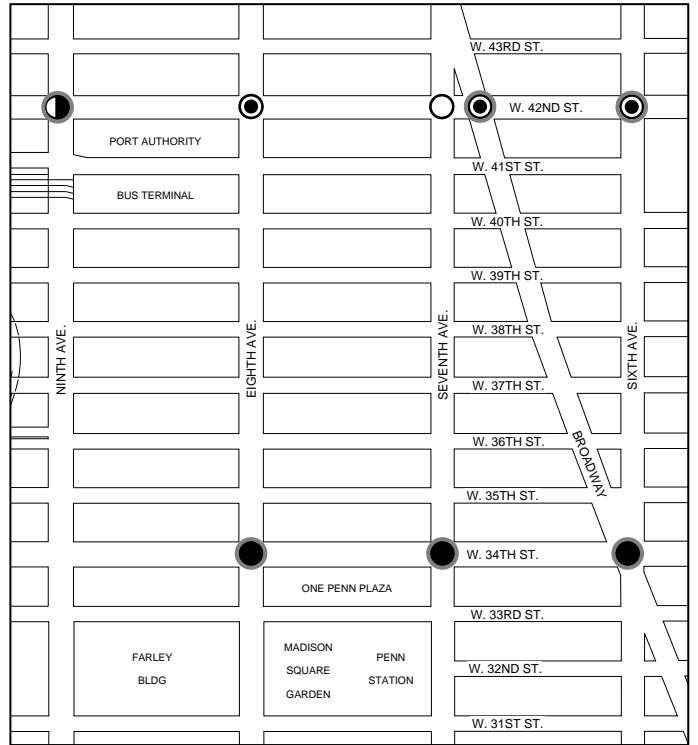 W. 43RD ST.
W. 42ND ST.
PORT AUTHORITY
W. 41ST ST.
BUS TERMINAL
W. 40TH ST.
W. 39TH ST.
W. 38TH ST.
NINTH AVE.
EIGHTH AVE.
SEVENTH AVE.
SIXTH AVE.
W. 37TH ST.
W. 36TH ST.
BROADWAY
W. 35TH ST.
W. 34TH ST.
ONE PENN PLAZA
W. 33RD ST.
FARLEY
BLDG
MADISON
SQUARE
GARDEN
PENN
STATION
W. 32ND ST.
W. 31ST ST.